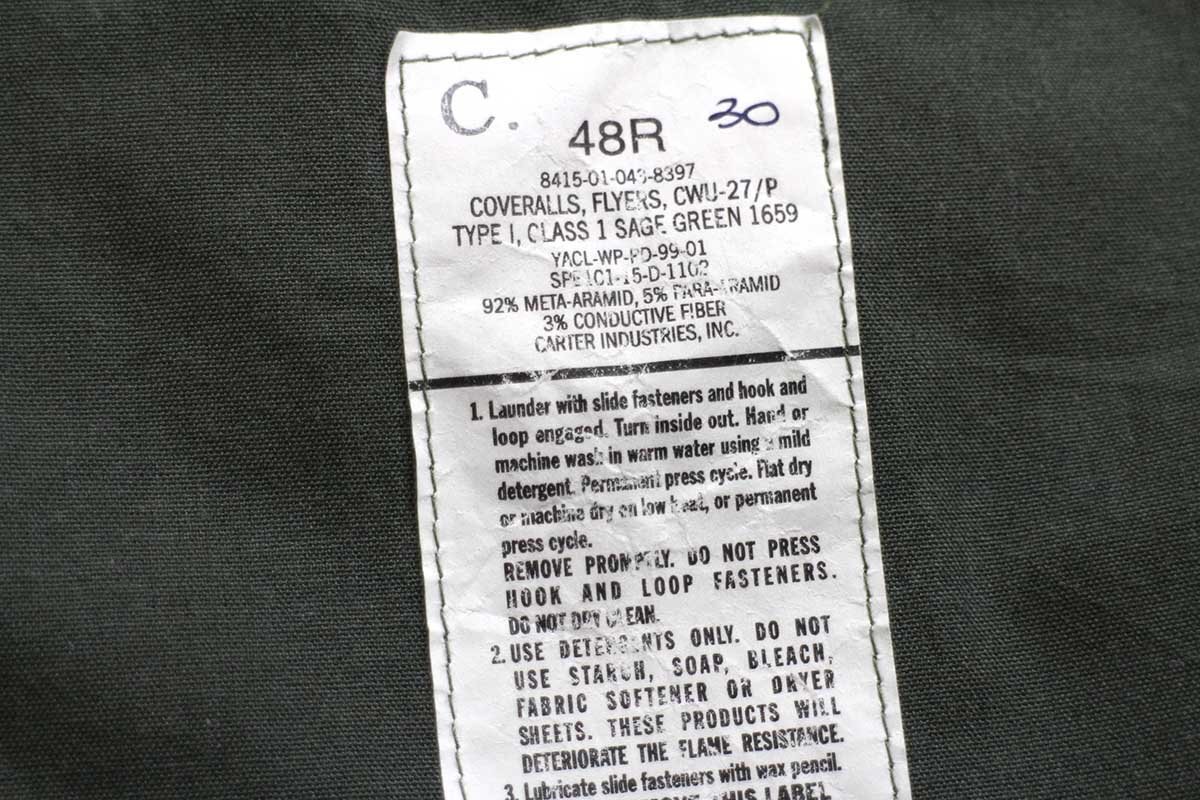 C.
30
48R
8415-01-043-8397
COVERALLS, FLYERS, CWU-27/P
TYPE I, CLASS 1 SAGE GREEN 1659
YACL-WP-PD-99-01
SPE1C1-15-D-1102
92% META-ARAMID, 5% PARA-ARAMID
3% CONDUCTIVE FIBER
CARTER INDUSTRIES, INC.
1. Launder with slide fasteners and hook and
loop engaged. Turn inside out. Hand or
machine wash in warm water using a mild
detergent. Permanent press cycle. Flat dry
or machine dry on low heat, or permanent
press cycle.
REMOVE PROMPTLY. DO NOT PRESS
HOOK AND LOOP FASTENERS.
DO NOT DRY CLEAN.
2. USE DETERGENTS ONLY. DO NOT
USE STARCH, SOAP, BLEACH,
FABRIC SOFTENER OR DRYER
SHEETS. THESE PRODUCTS WILL
DETERIORATE THE FLAME RESISTANCE.
3. Lubricate slide fasteners with wax pencil.
THIS LABEL